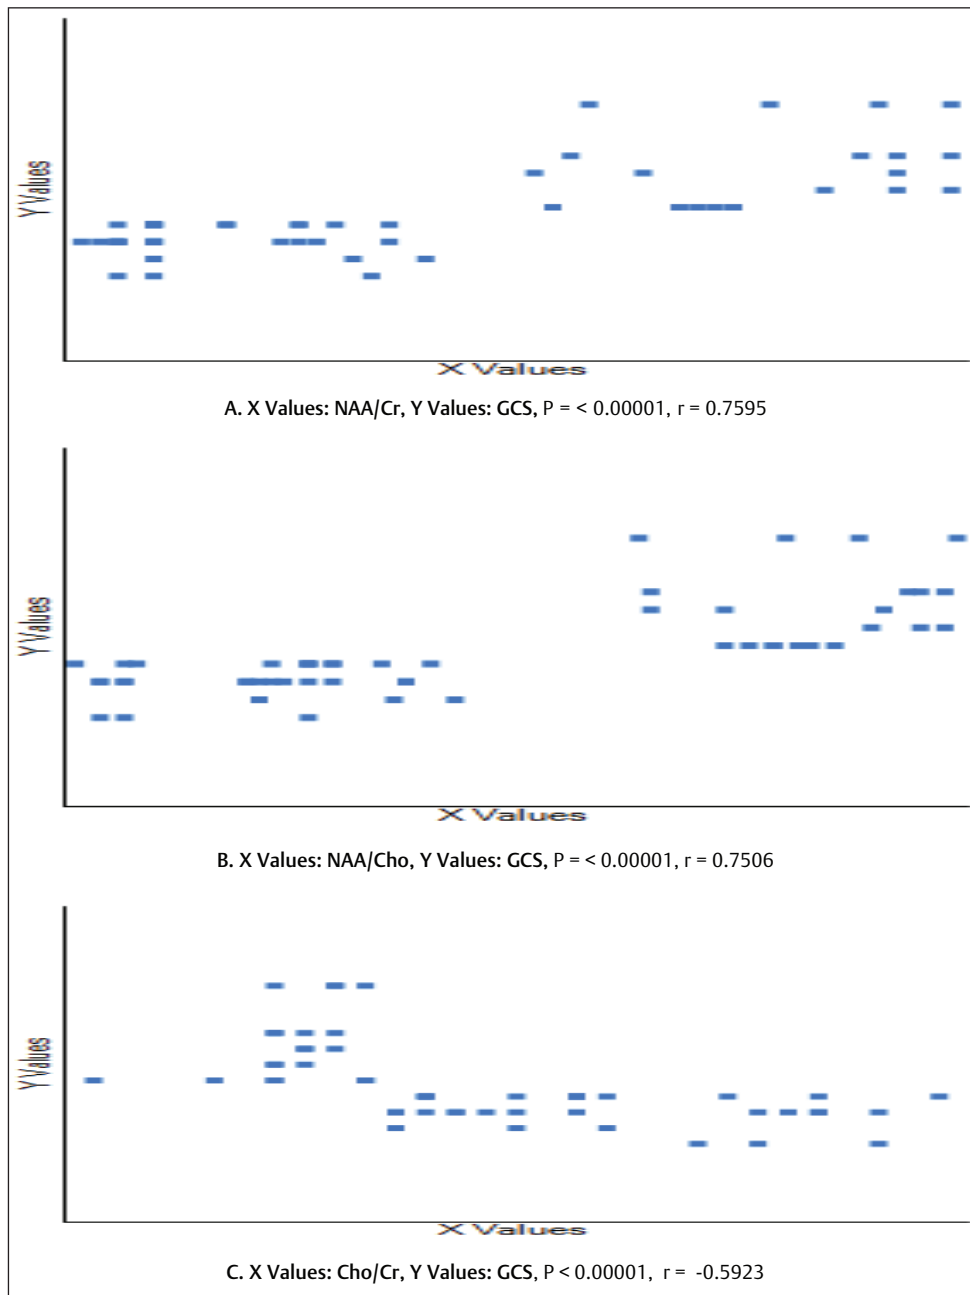 Y Values
X Values
A. X Values: NAA/Cr, Y Values: GCS, P = < 0.00001, r = 0.7595
Y Values
X Values
B. X Values: NAA/Cho, Y Values: GCS, P = < 0.00001, r = 0.7506
Y Values
X Values
C. X Values: Cho/Cr, Y Values: GCS, P < 0.00001, r = -0.5923